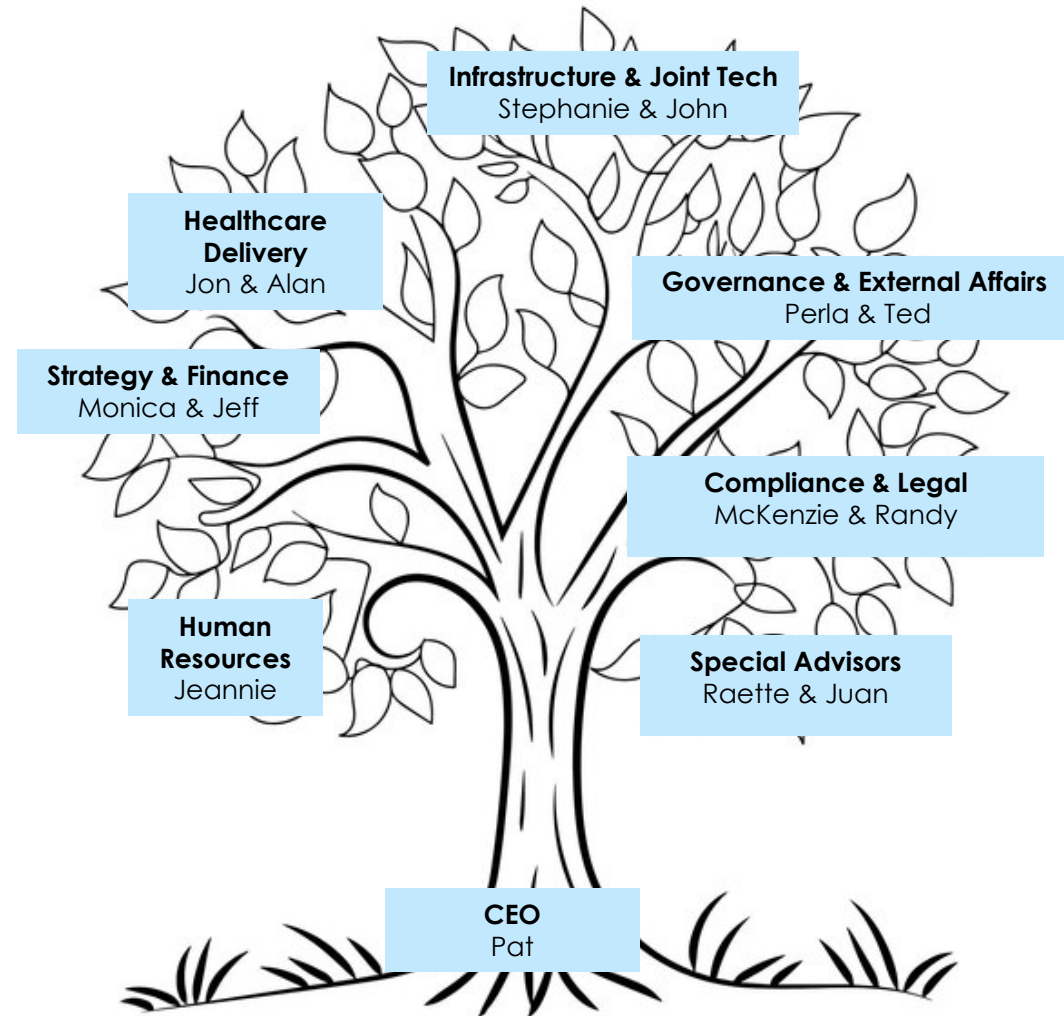 Infrastructure & Joint Tech
Stephanie & John
Healthcare
Delivery
Jon & Alan
Governance & External Affairs
Perla & Ted
Strategy & Finance
Monica & Jeff
Compliance & Legal
McKenzie & Randy
Human
Resources
Jeannie
Special Advisors
Raette & Juan
CEO
Pat